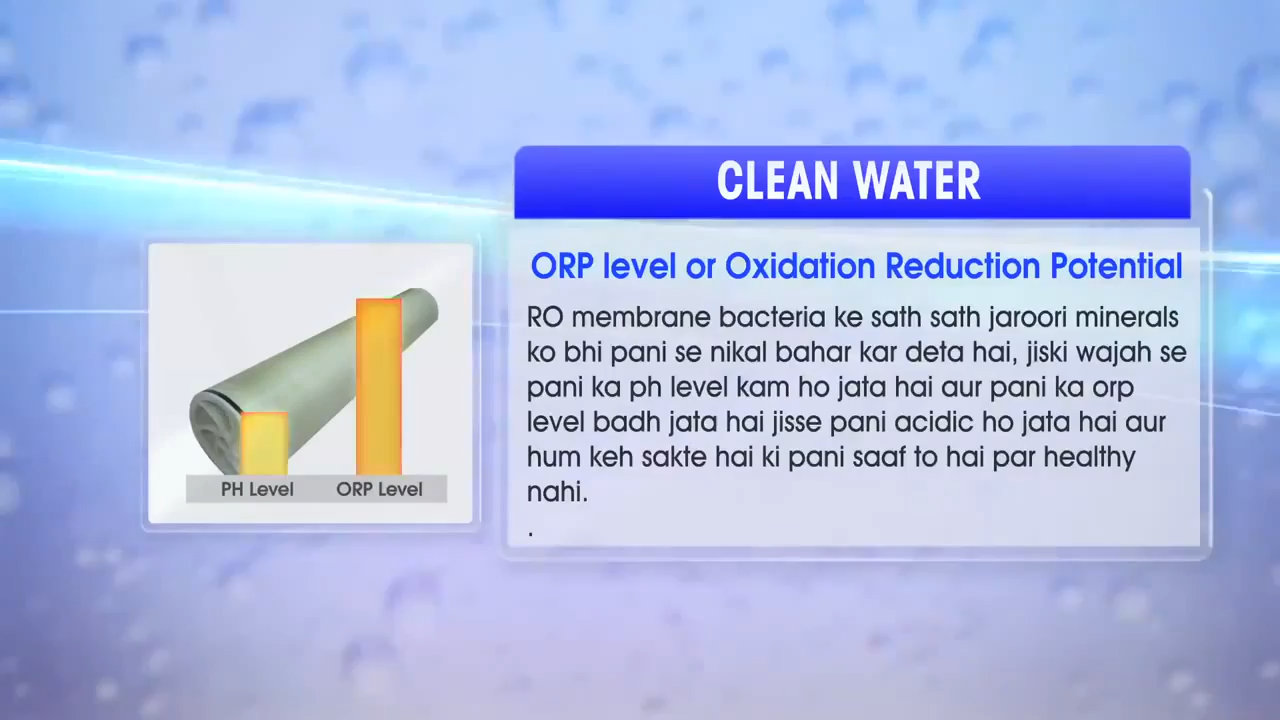 CLEAN WATER
ORP level or Oxidation Reduction Potential
RO membrane bacteria ke sath sath jaroori minerals
ko bhi pani se nikal bahar kar deta hai, jiski wajah se
pani ka ph level kam ho jata hai aur pani ka orp
level badh jata hai jisse pani acidic ho jata hai aur
hum keh sakte hai ki pani saaf to hai par healthy
nahi.
.
PH Level ORP Level